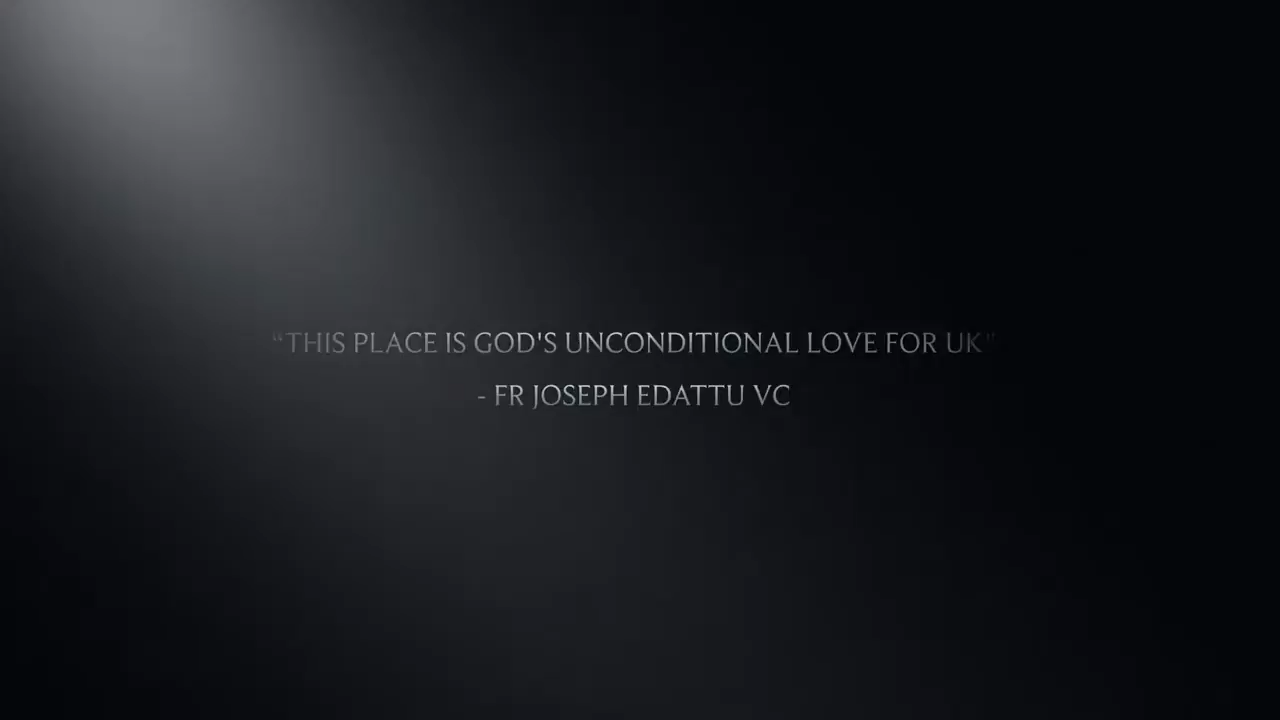 “THIS PLACE IS GOD'S UNCONDITIONAL LOVE FOR UK”
- FR JOSEPH EDATTU VC